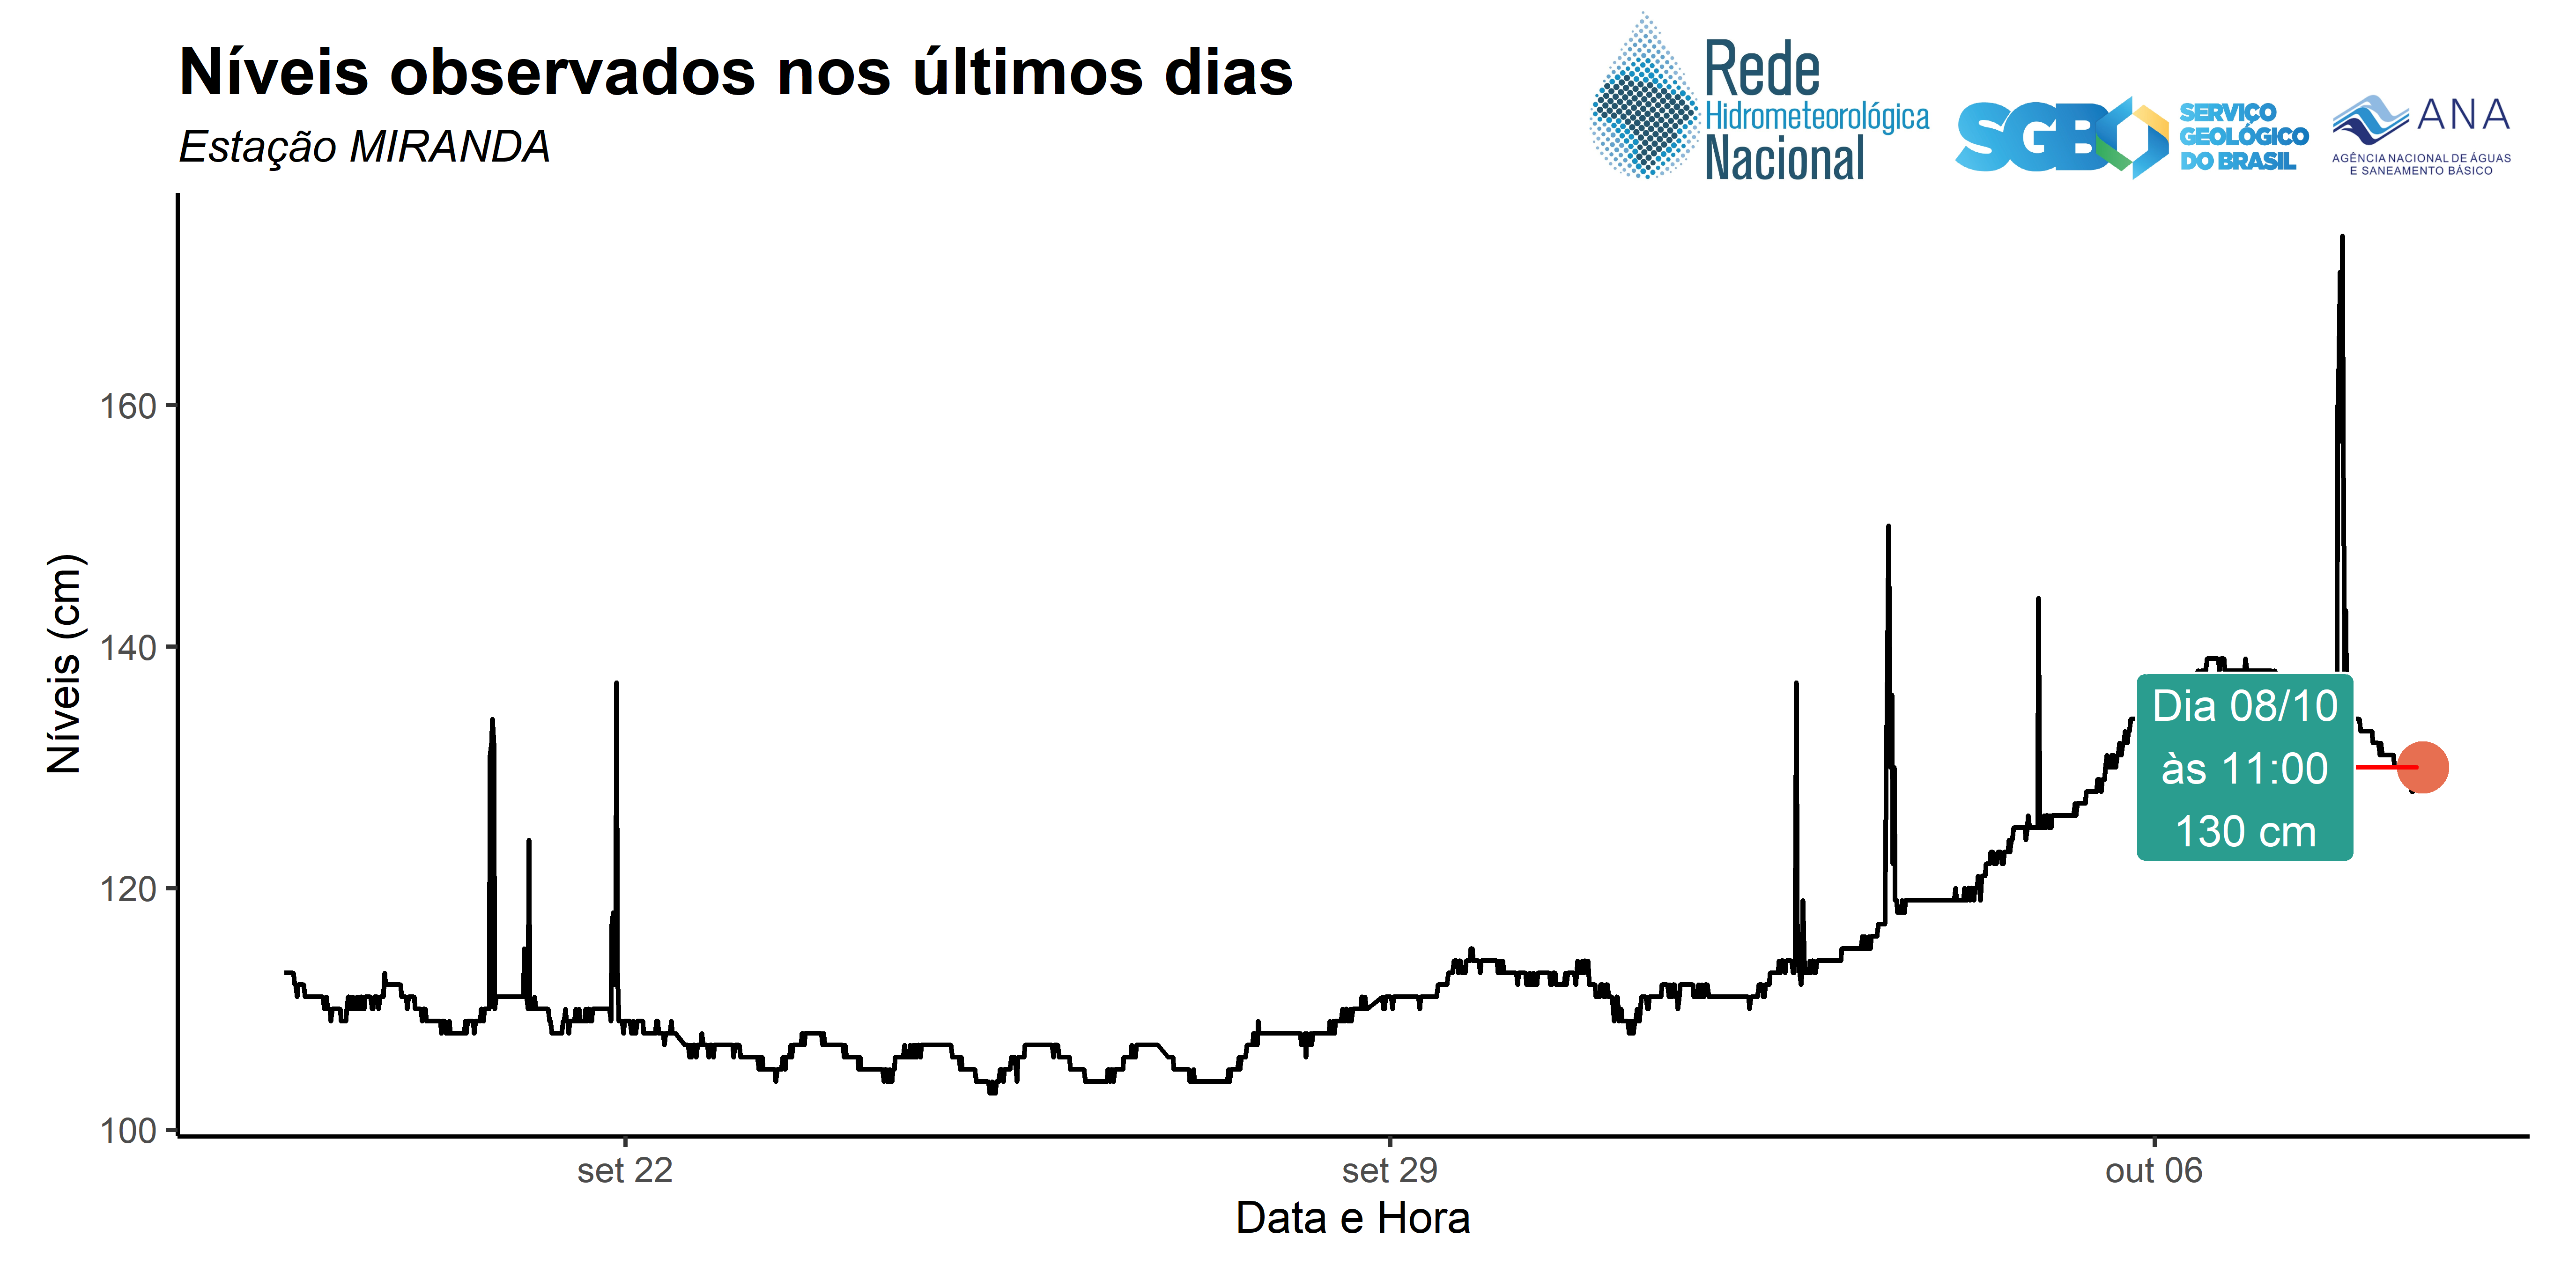 Níveis observados nos últimos dias
Estação MIRANDA
Rede
Hidrometeorológica
Nacional
SGB
SERVIÇO
GEOLÓGICO
DO BRASIL
ANA
AGÊNCIA NACIONAL DE ÁGUAS
E SANEAMENTO BÁSICO
Níveis (cm)
160
140
120
100
Dia 08/10
às 11:00
130 cm
set 22
set 29
out 06
Data e Hora